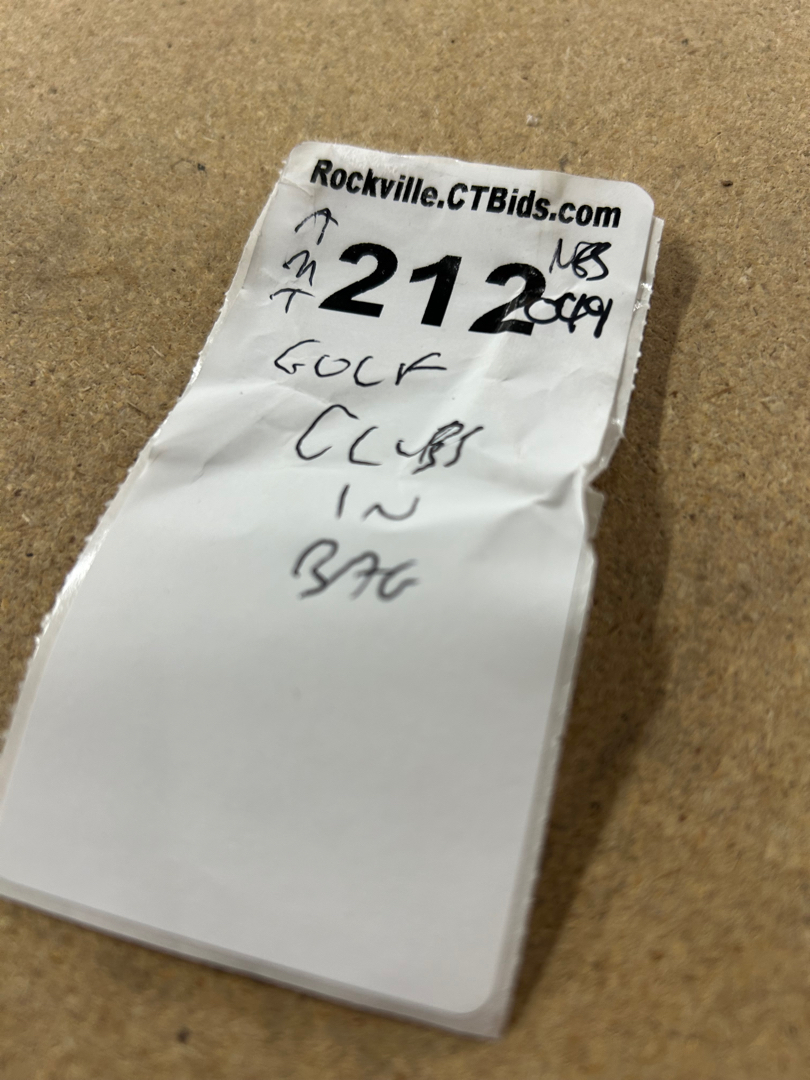 Rockville.CTBids.com
212
GOLF
CLUBS
IN
BAG